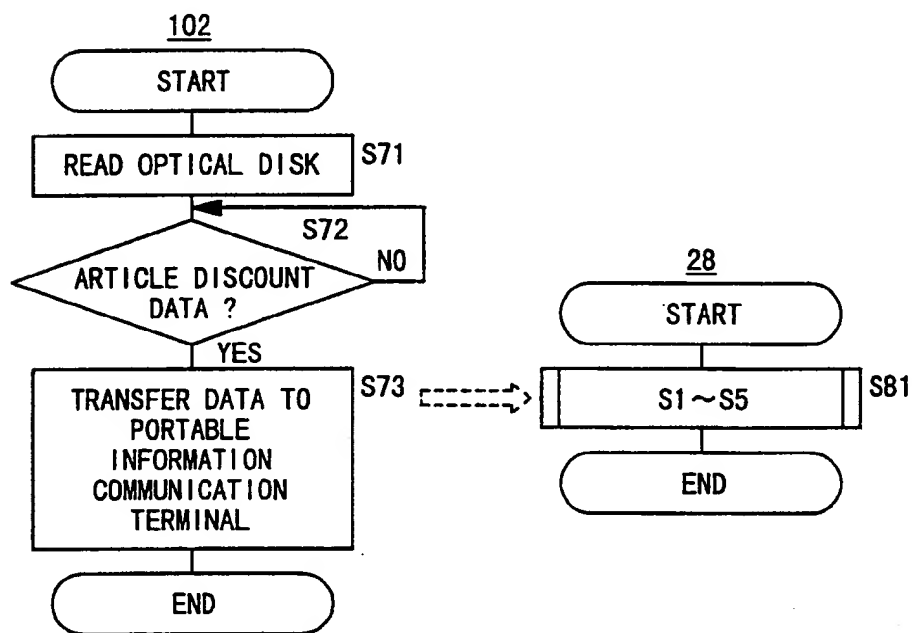 102
START
READ OPTICAL DISK
S71
S72
NO
ARTICLE DISCOUNT
DATA ?
YES
TRANSFER DATA TO
PORTABLE
INFORMATION
COMMUNICATION
TERMINAL
S73
END
28
START
S1~S5
S81
END